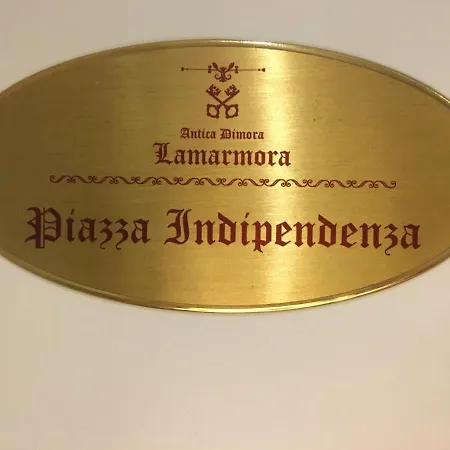 Antica Dimora
Lamarmora
Piazza Indipendenza